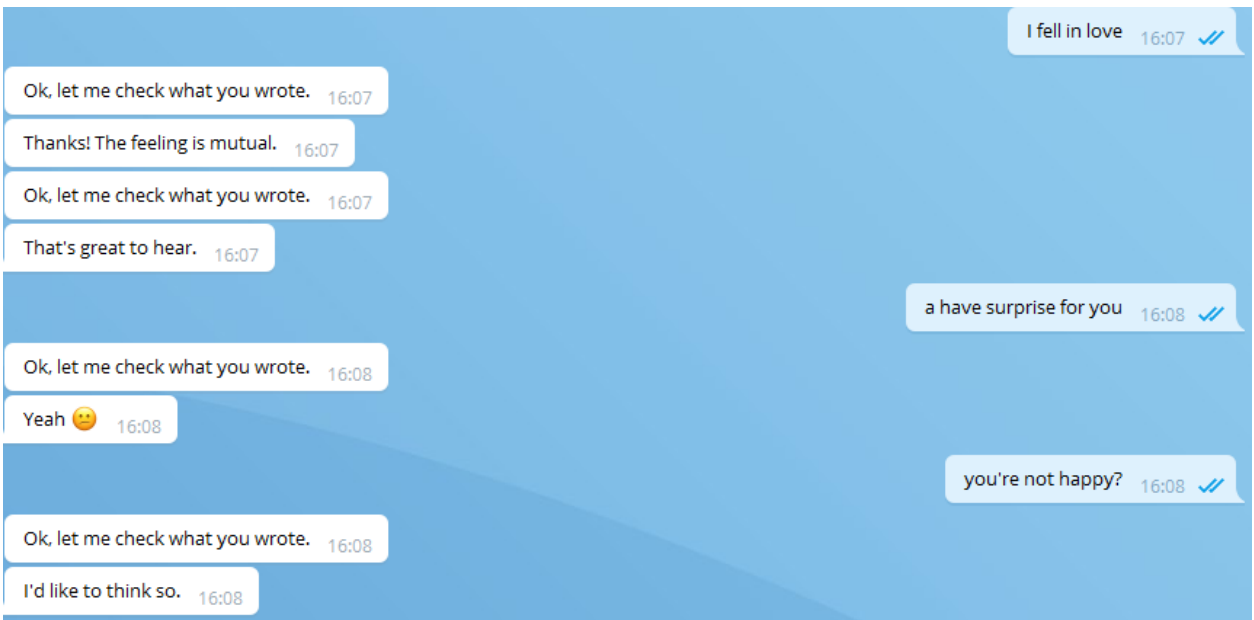 I fell in love 16:07
Ok, let me check what you wrote. 16:07
Thanks! The feeling is mutual. 16:07
Ok, let me check what you wrote. 16:07
That's great to hear. 16:07
a have surprise for you 16:08
Ok, let me check what you wrote. 16:08
Yeah 😕 16:08
you're not happy? 16:08
Ok, let me check what you wrote. 16:08
I'd like to think so. 16:08